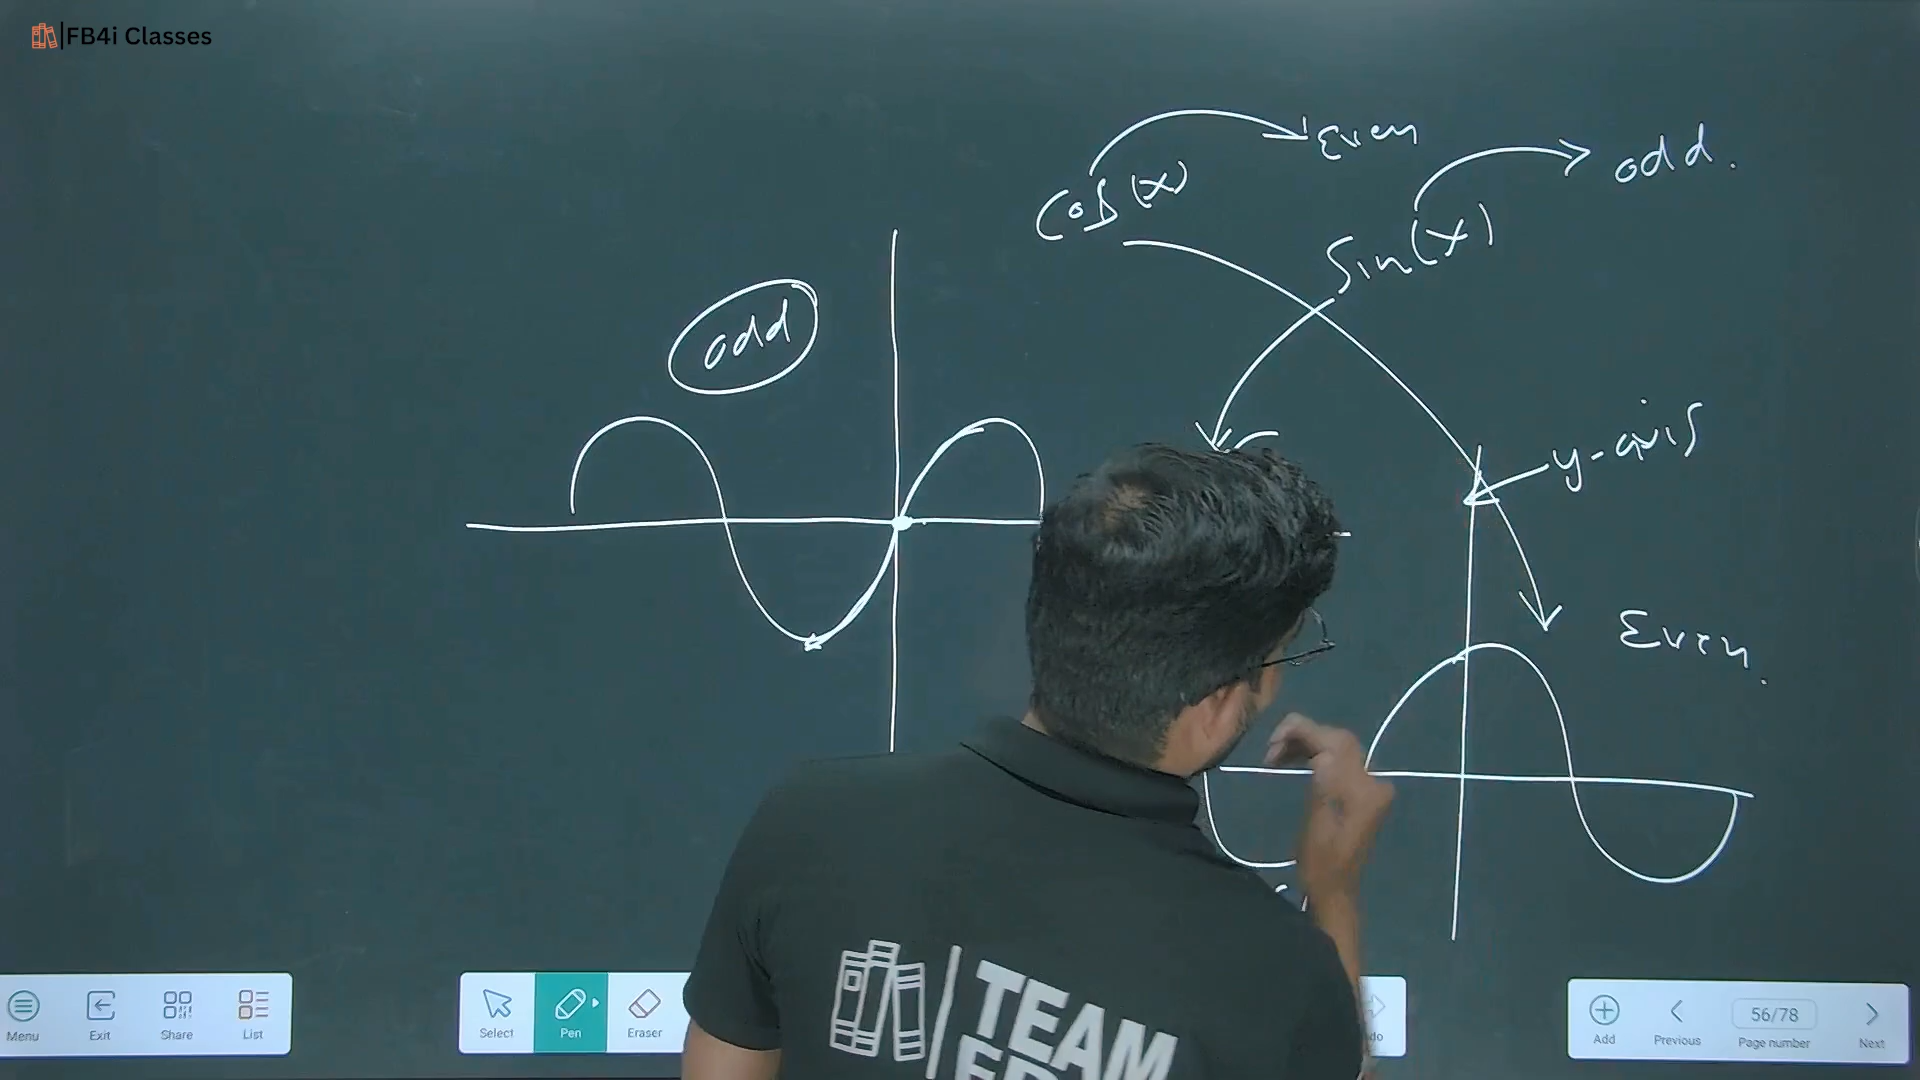 FB4i Classes
Even
odd.
Cos(x)
Sin(x)
odd
y-axis
Even.
TEAM
Menu
Exit
Share
List
Select
Pen
Eraser
Add
Previous
56/78
Page number
Next